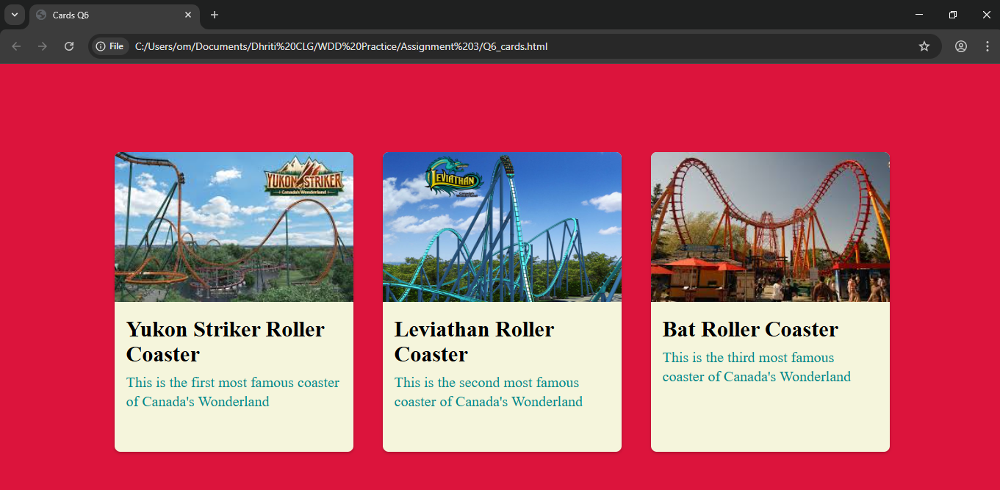 Cards Q6
File
C:/Users/om/Documents/Dhriti%20CLG/WDD%20Practice/Assignment%203/Q6_cards.html
YUKON STRIKER
Canada's Wonderland
LEVIATHAN
Yukon Striker Roller
Coaster
This is the first most famous coaster
of Canada's Wonderland
Leviathan Roller
Coaster
This is the second most famous
coaster of Canada's Wonderland
Bat Roller Coaster
This is the third most famous
coaster of Canada's Wonderland